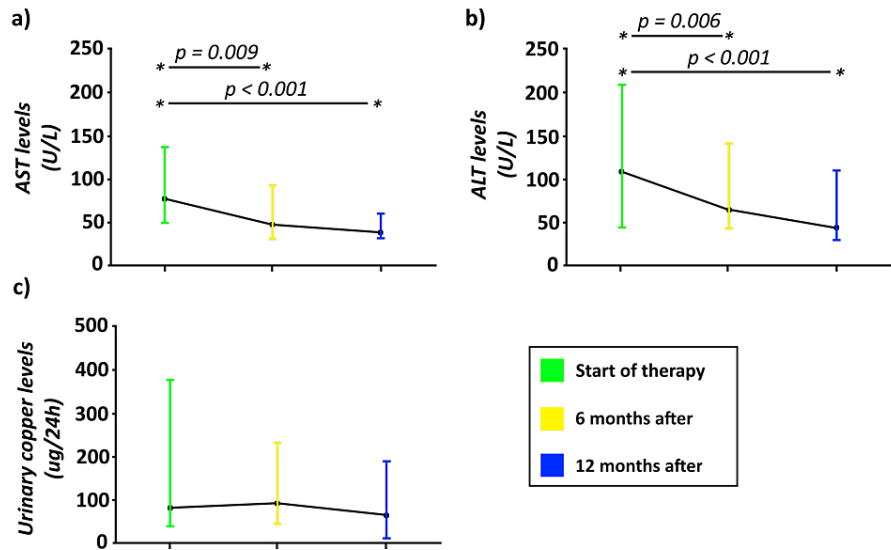 a)
p = 0.009
* *
p < 0.001
* *
AST levels
(U/L)
250
200
150
100
50
0
b)
p = 0.006
* *
p < 0.001
* *
ALT levels
(U/L)
250
200
150
100
50
0
c)
Urinary copper levels
(ug/24h)
500
400
300
200
100
0
Start of therapy
6 months after
12 months after